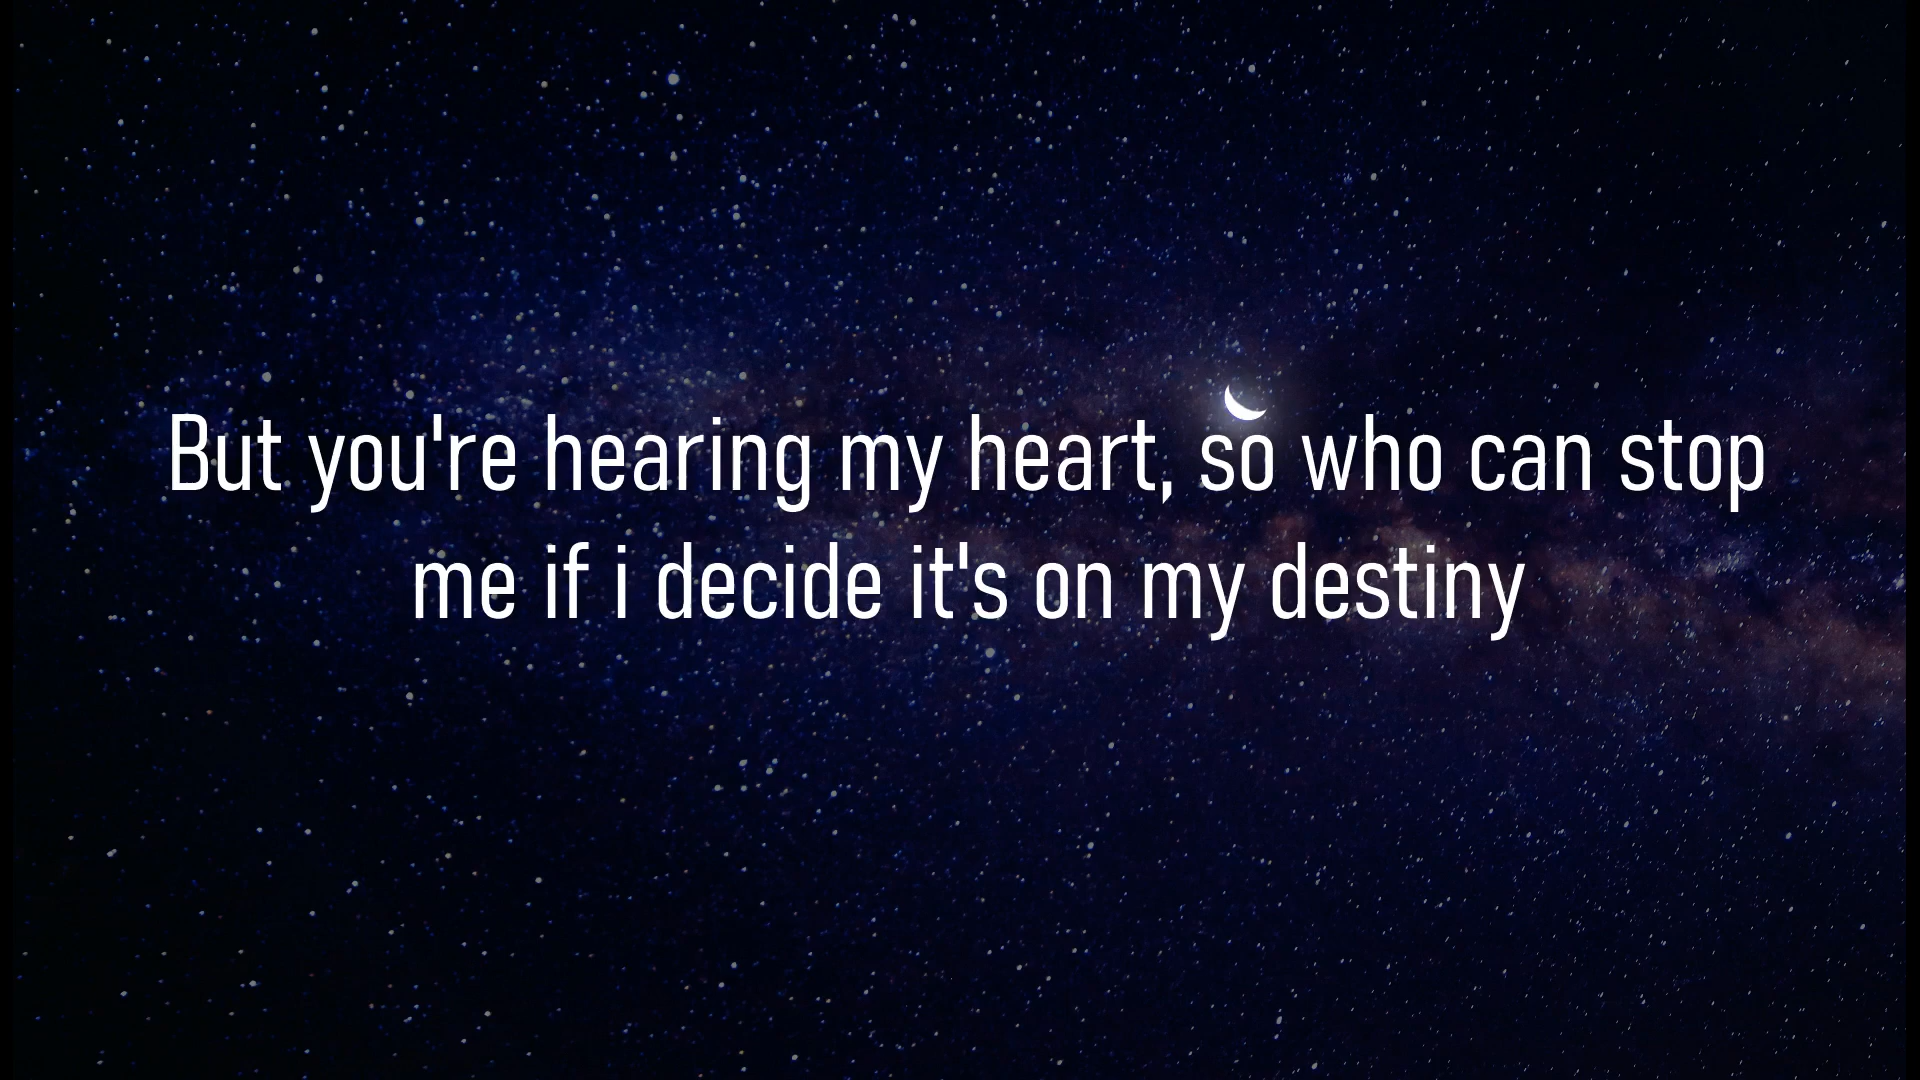 But you're hearing my heart, so who can stop
me if i decide it's on my destiny